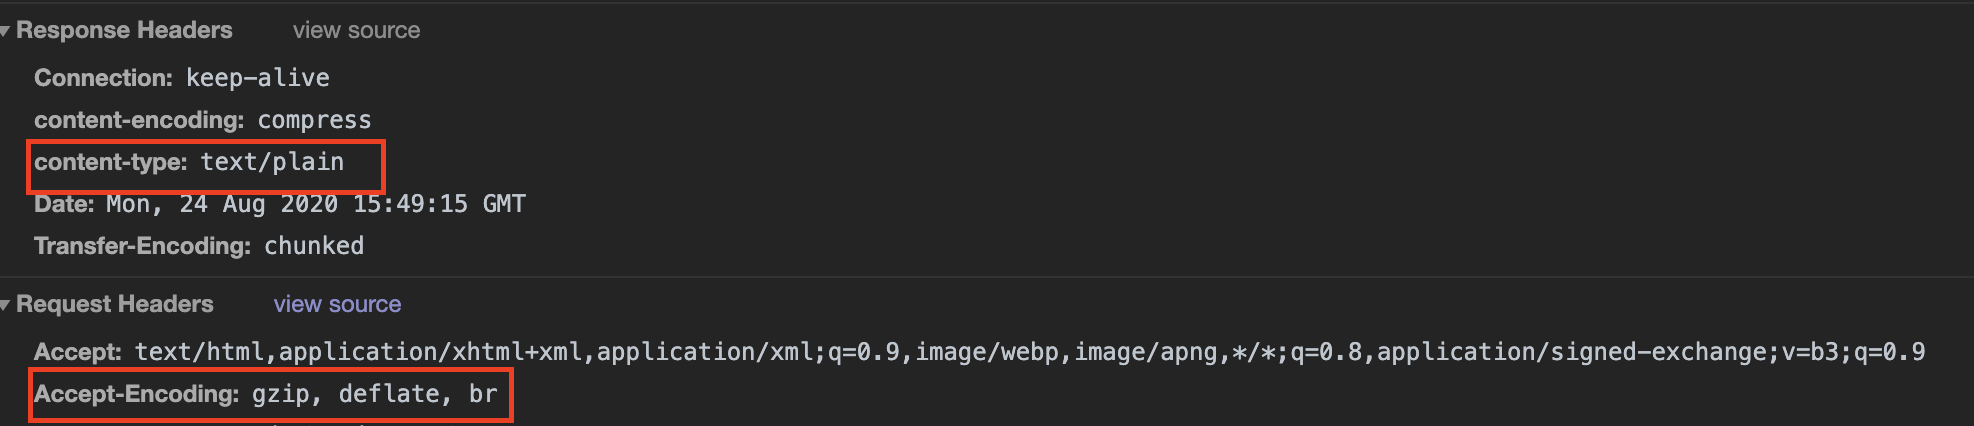 Response Headers view source
Connection: keep-alive
content-encoding: compress
content-type: text/plain
Date: Mon, 24 Aug 2020 15:49:15 GMT
Transfer-Encoding: chunked
Request Headers view source
Accept: text/html,application/xhtml+xml,application/xml;q=0.9,image/webp,image/apng,*/*;q=0.8,application/signed-exchange;v=b3;q=0.9
Accept-Encoding: gzip, deflate, br